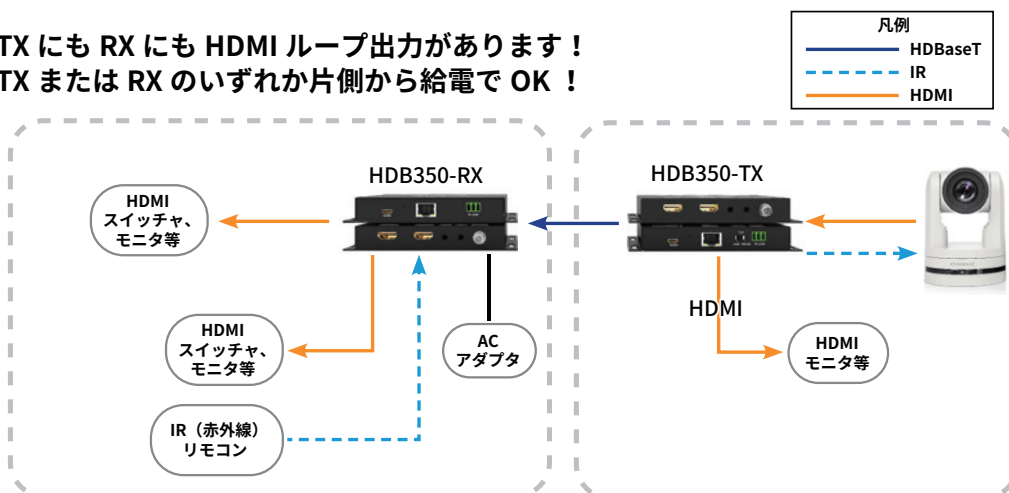 TX にも RX にも HDMI ループ出力があります！
TX または RX のいずれか片側から給電で OK ！
凡例
HDBaseT
IR
HDMI
HDB350-RX
HDB350-TX
HDMI
スイッチャ、
モニタ等
HDMI
HDMI
スイッチャ、
モニタ等
AC
アダプタ
HDMI
モニタ等
IR（赤外線）
リモコン